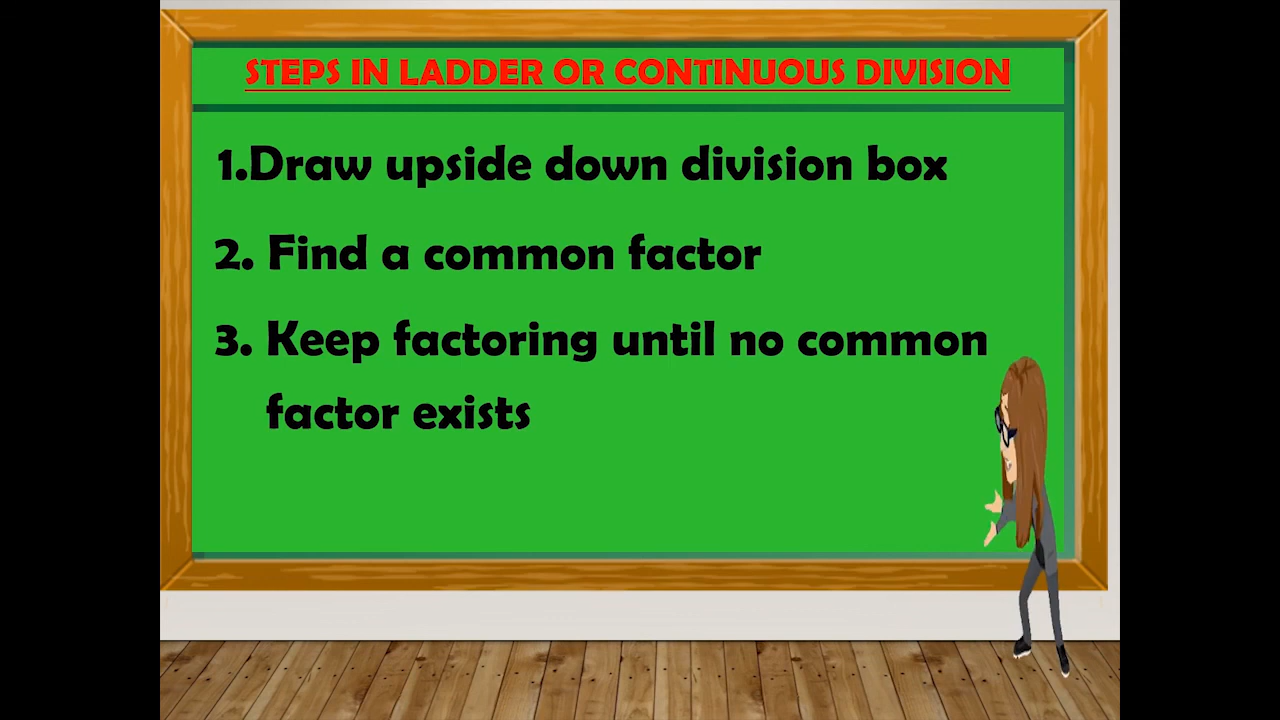 STEPS IN LADDER OR CONTINUOUS DIVISION
1.Draw upside down division box
2. Find a common factor
3. Keep factoring until no common
factor exists